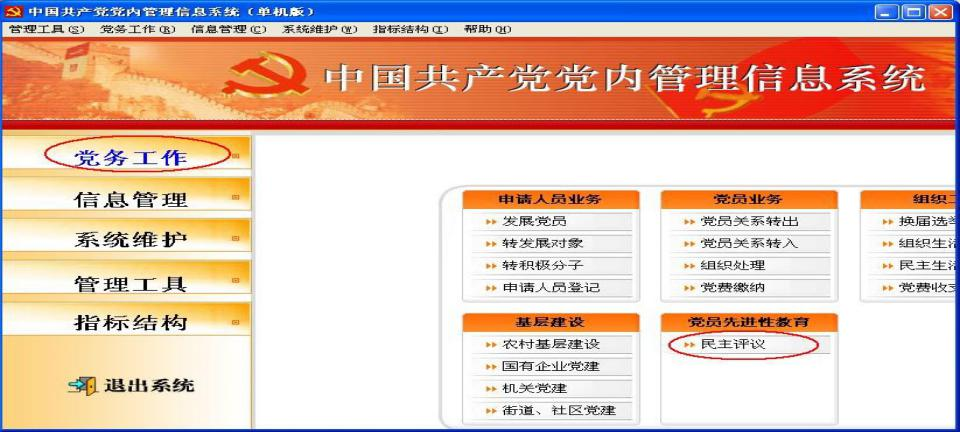 中国共产党党内管理信息系统（单机版）
管理工具(S) 党务工作(R) 信息管理(C) 系统维护(W) 指标结构(I) 帮助(H)
中国共产党党内管理信息系统
党务工作
信息管理
系统维护
管理工具
指标结构
退出系统
申请人员业务
发展党员
转发展对象
转积极分子
申请人员登记
党员业务
党员关系转出
党员关系转入
组织处理
党费缴纳
组织
换届选
组织生
民主生
党费收
基层建设
农村基层建设
国有企业党建
机关党建
街道、社区党建
党员先进性教育
民主评议